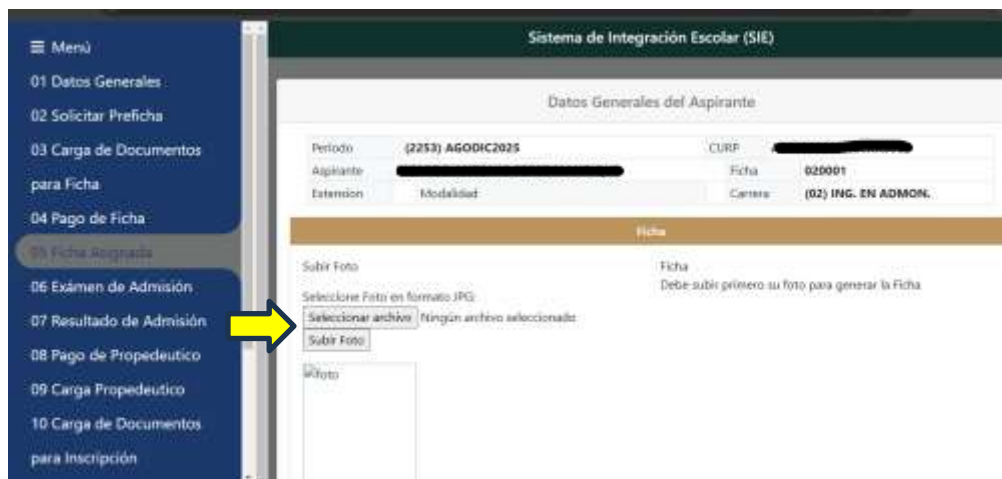 Sistema de Integración Escolar (SIE)
☰ Menú
01 Datos Generales
02 Solicitar Preficha
03 Carga de Documentos
para Ficha
04 Pago de Ficha
05 Ficha Asignada
06 Exámen de Admisión
07 Resultado de Admisión
08 Pago de Propedeutico
09 Carga Propedeutico
10 Carga de Documentos
para Inscripción
Datos Generales del Aspirante
Periodo (2253) AGODIC2025 CURP
Aspirante Ficha 020001
Extension Modalidad Carrera (02) ING. EN ADMON.
Ficha
Subir Foto
Seleccione Foto en formato JPG:
Seleccionar archivo Ningún archivo seleccionado
Subir Foto
foto
Ficha
Debe subir primero su foto para generar la Ficha